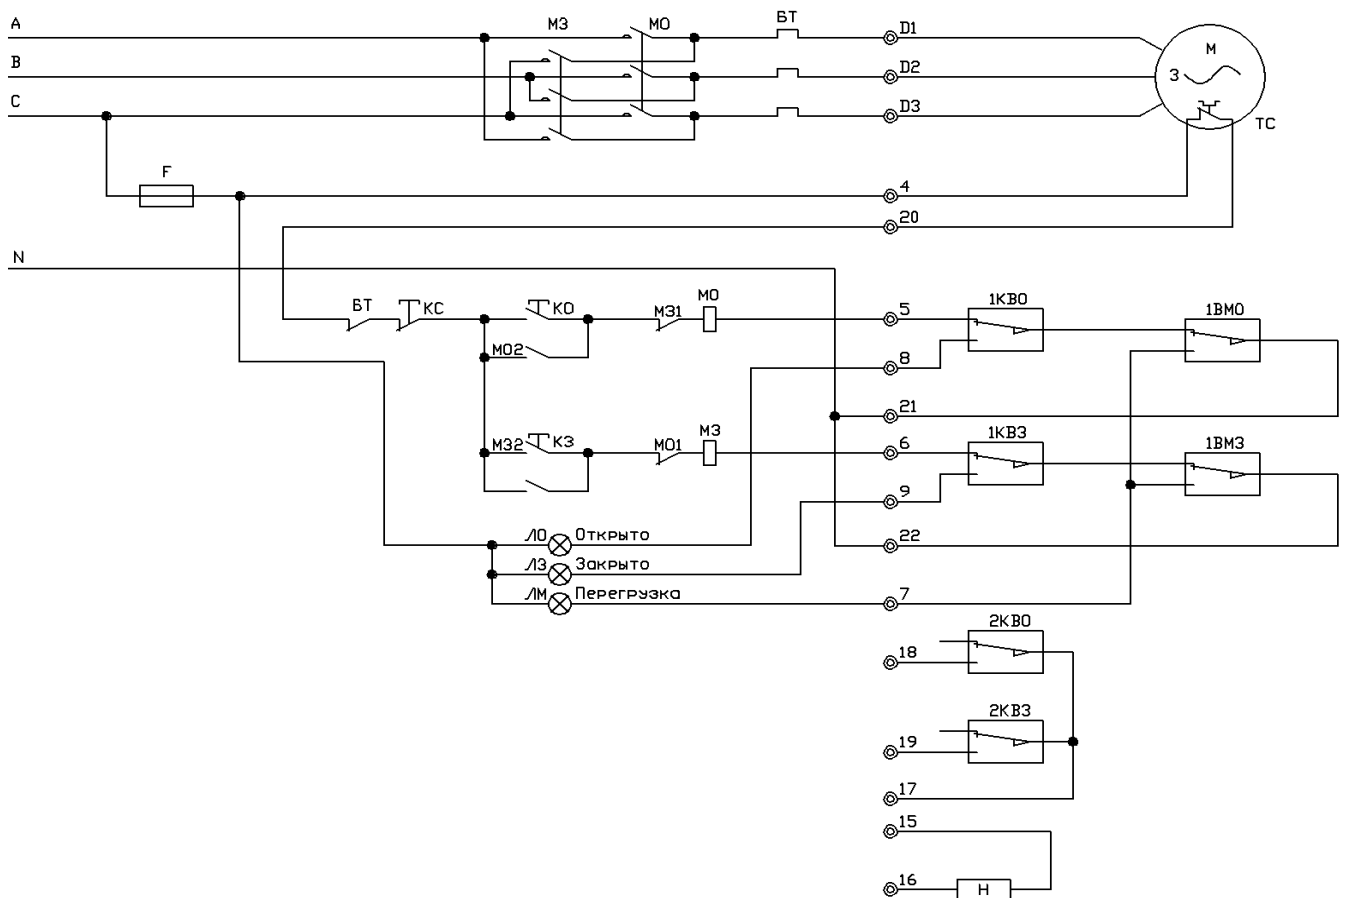 A
МЗ
МО
БТ
D1
М
B
D2
3
C
D3
ТС
F
4
20
N
БТ
КС
КО
МЗ1
МО
5
1КВО
1ВМО
МО2
8
21
МЗ2
КЗ
МО1
МЗ
6
1КВЗ
1ВМЗ
9
22
ЛО
Открыто
ЛЗ
Закрыто
ЛМ
Перегрузка
7
2КВО
18
2КВЗ
19
17
15
16
Н